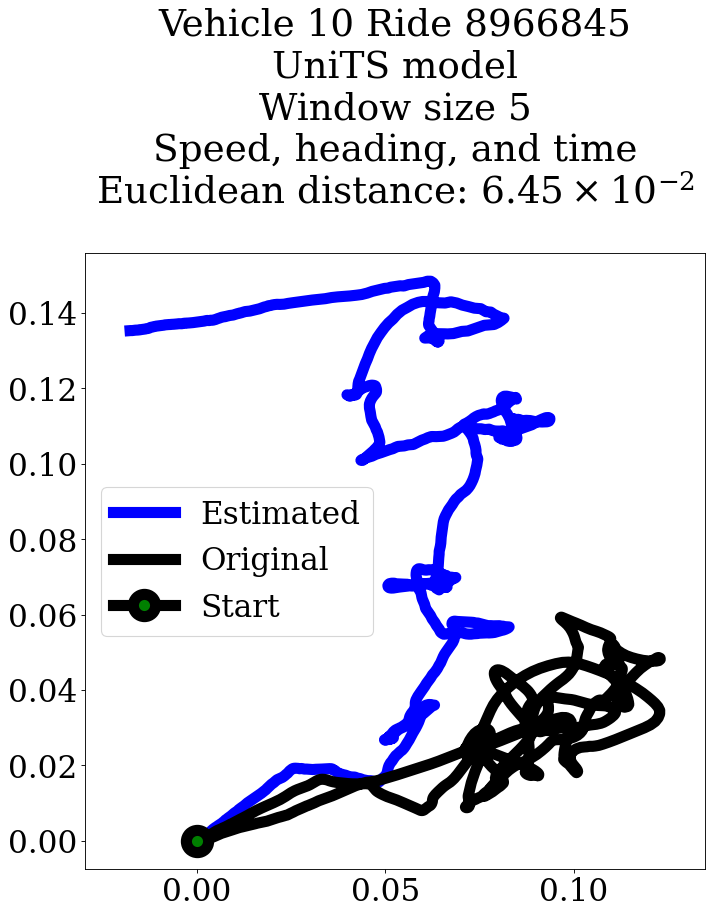 Vehicle 10 Ride 8966845
UniTS model
Window size 5
Speed, heading, and time
Euclidean distance: 6.45 × 10⁻²
0.14
0.12
0.10
0.08
0.06
0.04
0.02
0.00
Estimated
Original
Start
0.00 0.05 0.10